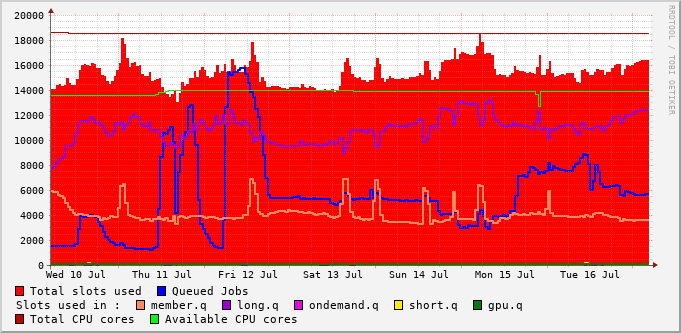 20000
18000
16000
14000
12000
10000
8000
6000
4000
2000
0
Wed 10 Jul Thu 11 Jul Fri 12 Jul Sat 13 Jul Sun 14 Jul Mon 15 Jul Tue 16 Jul
RRDTOOL / TOBI OETIKER
Total slots used Queued Jobs
Slots used in : member.q long.q ondemand.q short.q gpu.q
Total CPU cores Available CPU cores